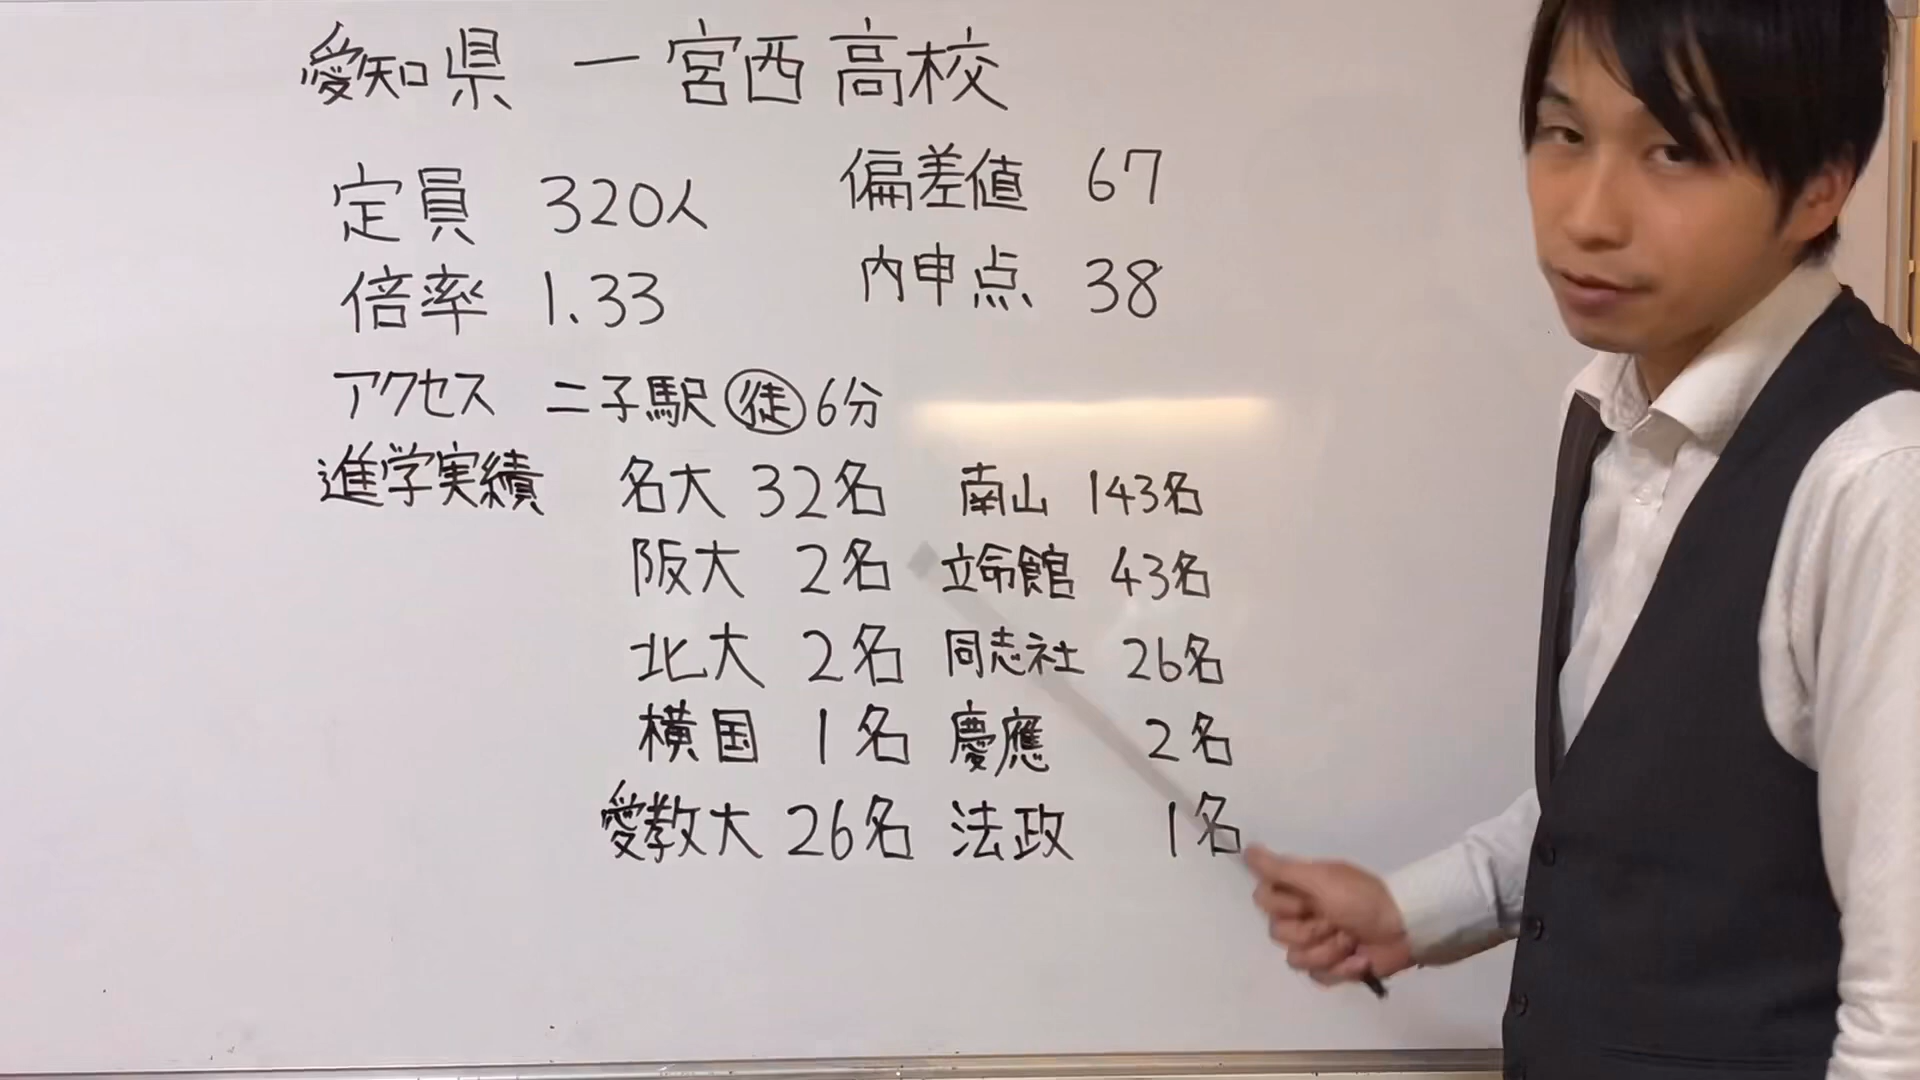 愛知県 一宮西高校
定員 320人 偏差値 67
倍率 1.33 内申点 38
アクセス 二子駅 徒 6分
進学実績 名大 32名 南山 143名
阪大 2名 立命館 43名
北大 2名 同志社 26名
横国 1名 慶應 2名
愛教大 26名 法政 1名